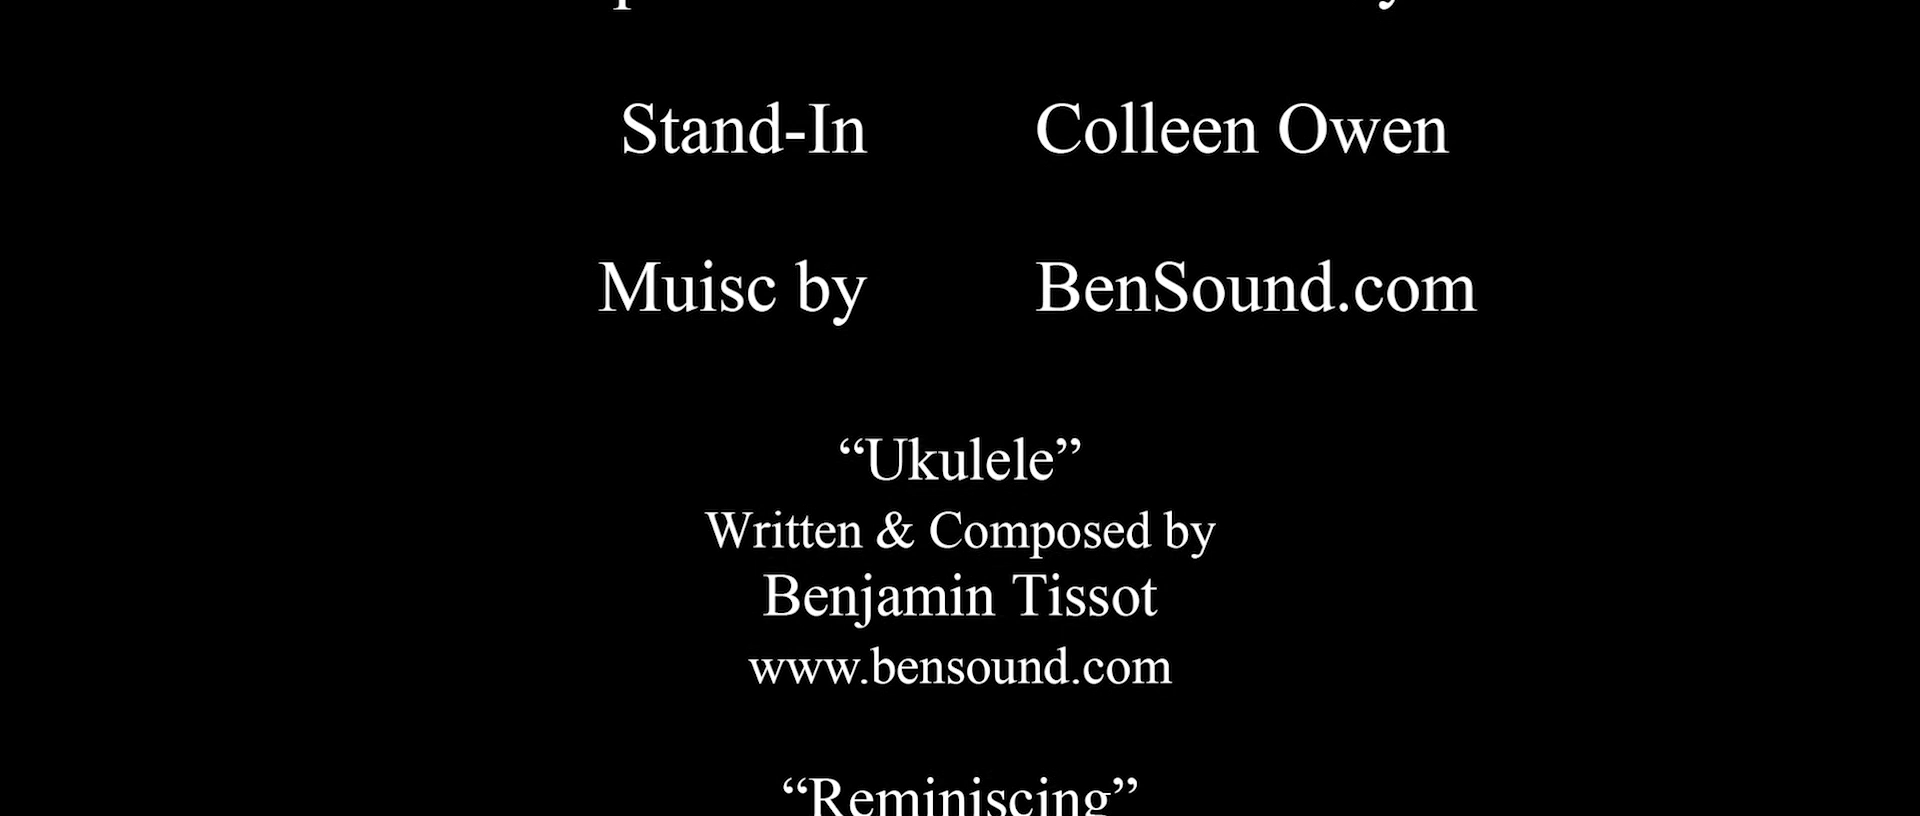 Stand-In Colleen Owen
Muisc by BenSound.com
“Ukulele”
Written & Composed by
Benjamin Tissot
www.bensound.com
“Reminiscing”